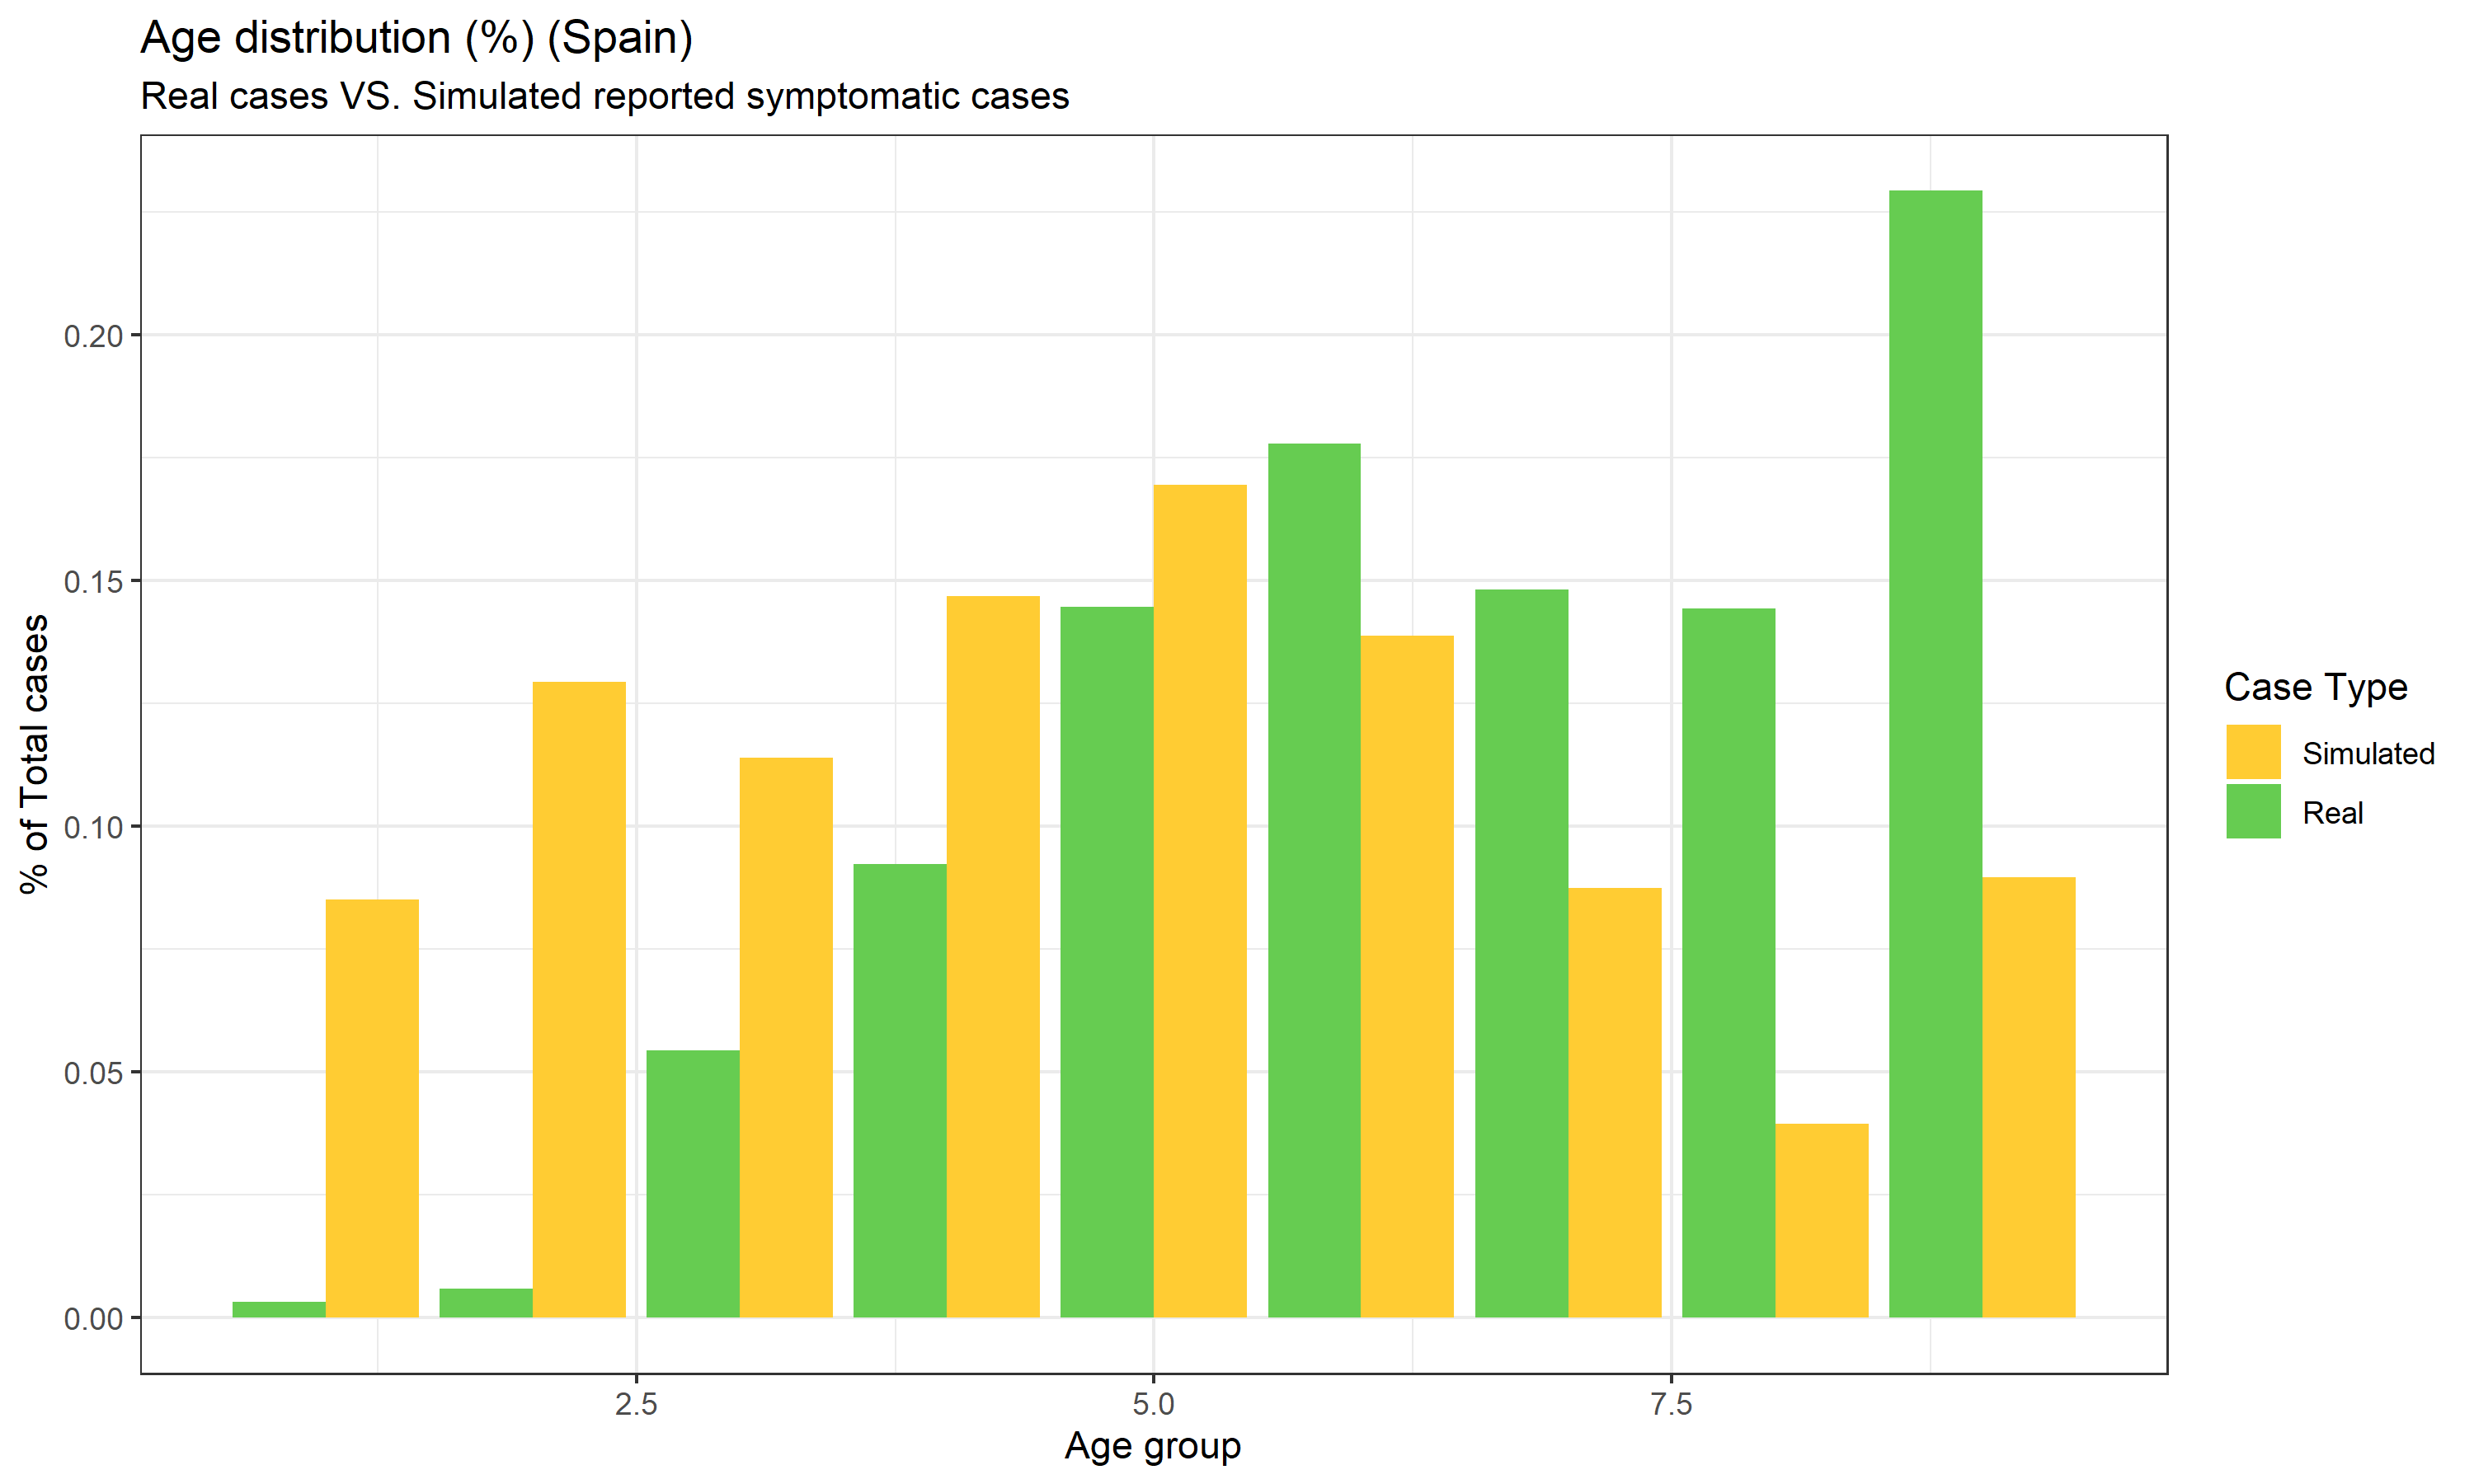 Age distribution (%) (Spain)
Real cases VS. Simulated reported symptomatic cases
% of Total cases
0.20
0.15
0.10
0.05
0.00
2.5
5.0
7.5
Age group
Case Type
Simulated
Real